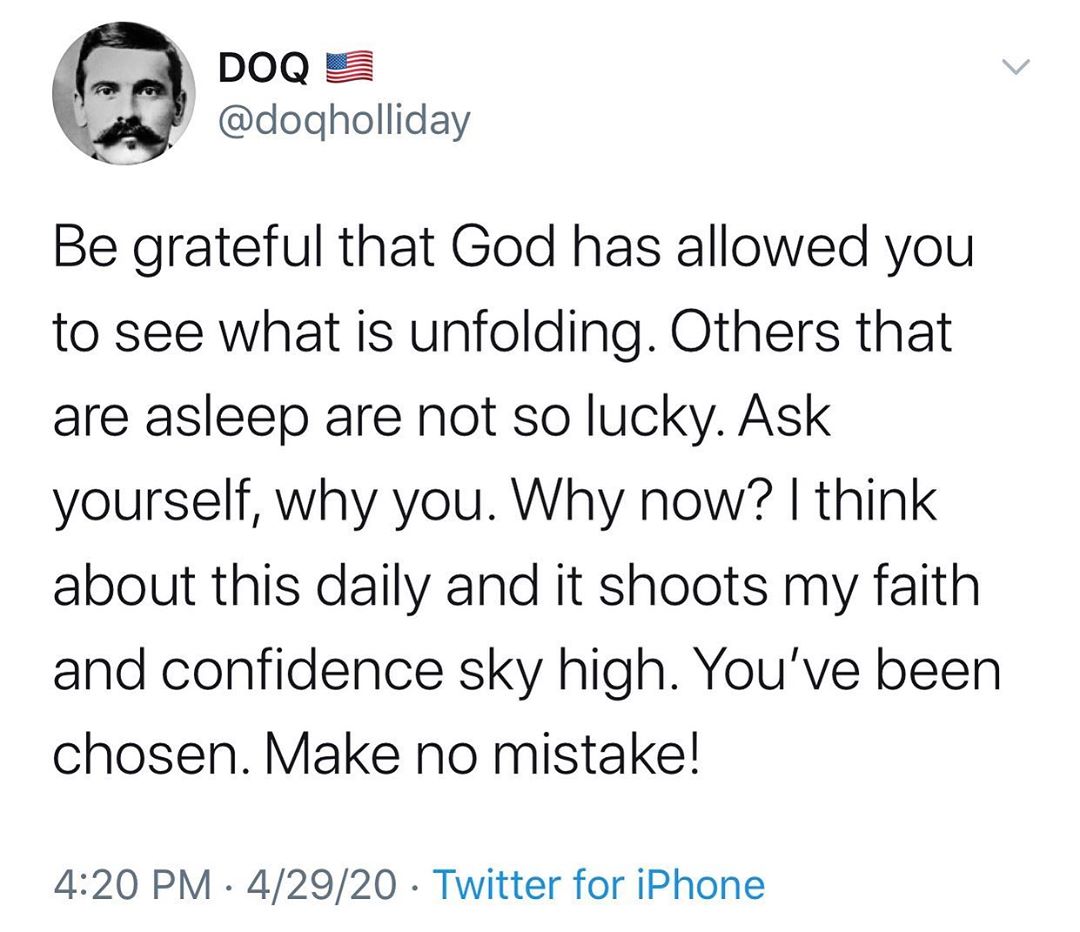 DOQ 🇺🇸
@doqholliday
Be grateful that God has allowed you
to see what is unfolding. Others that
are asleep are not so lucky. Ask
yourself, why you. Why now? I think
about this daily and it shoots my faith
and confidence sky high. You’ve been
chosen. Make no mistake!
4:20 PM · 4/29/20 · Twitter for iPhone